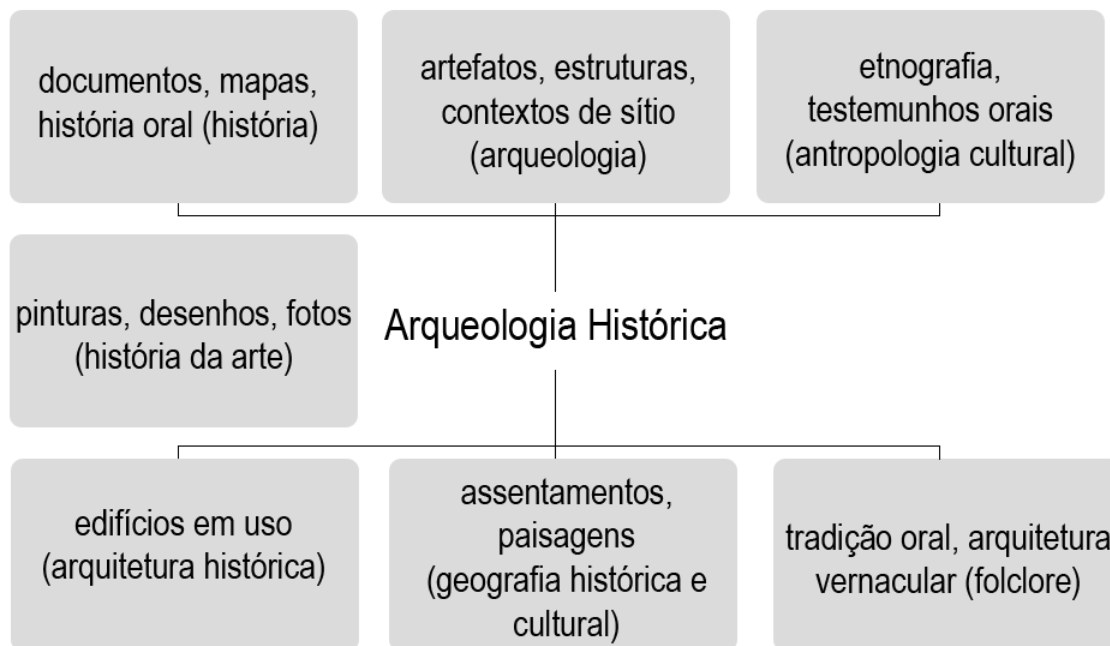 documentos, mapas,
história oral (história)
artefatos, estruturas,
contextos de sítio
(arqueologia)
etnografia,
testemunhos orais
(antropologia cultural)
pinturas, desenhos, fotos
(história da arte)
Arqueologia Histórica
edifícios em uso
(arquitetura histórica)
assentamentos,
paisagens
(geografia histórica e
cultural)
tradição oral, arquitetura
vernacular (folclore)